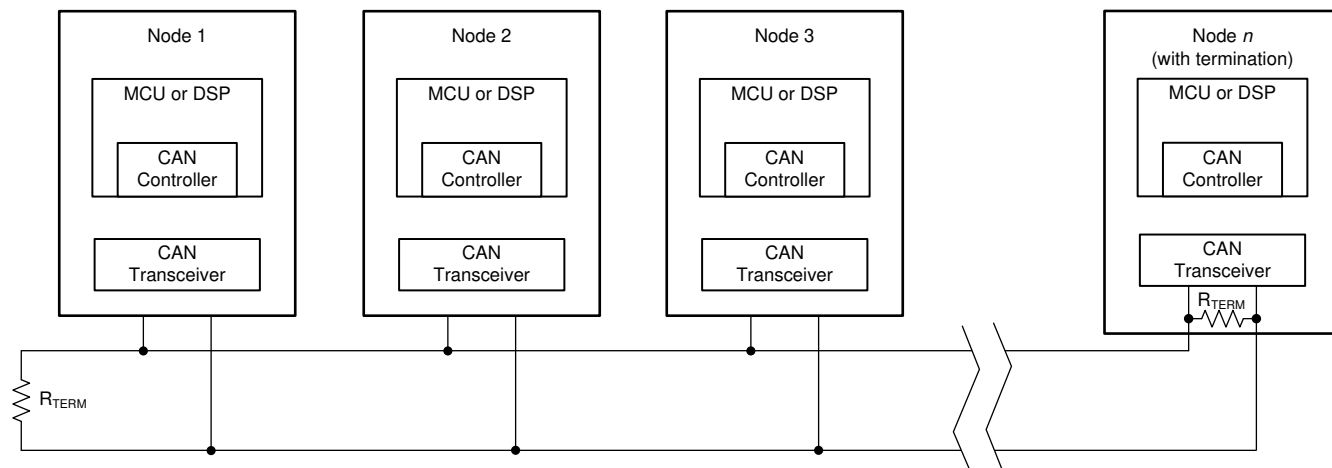 Node 1
MCU or DSP
CAN
Controller
CAN
Transceiver
Node 2
MCU or DSP
CAN
Controller
CAN
Transceiver
Node 3
MCU or DSP
CAN
Controller
CAN
Transceiver
Node n
(with termination)
MCU or DSP
CAN
Controller
CAN
Transceiver
RTERM
RTERM